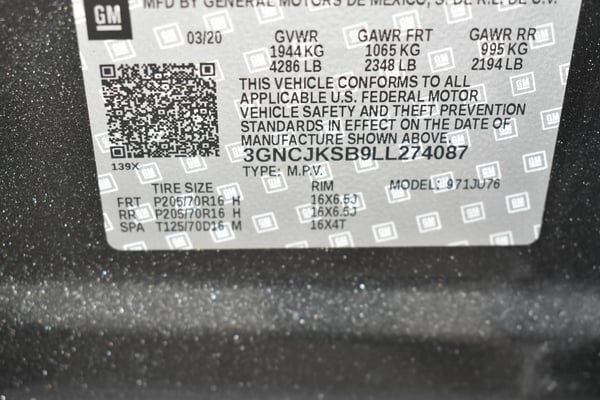 MFD BY GENERAL MOTORS DE MEXICO, S. DE R.L. DE C.V.
GM
03/20 GVWR GAWR FRT GAWR RR
1944 KG 1065 KG 995 KG
4286 LB 2348 LB 2194 LB
THIS VEHICLE CONFORMS TO ALL
APPLICABLE U.S. FEDERAL MOTOR
VEHICLE SAFETY AND THEFT PREVENTION
STANDARDS IN EFFECT ON THE DATE OF
MANUFACTURE SHOWN ABOVE.
3GNCJKSB9LL274087
139X TYPE: M.P.V.
TIRE SIZE RIM MODEL: 971JU76
FRT P205/70R16 H 16X6.5J
RR P205/70R16 H 16X6.5J
SPA T125/70D16 M 16X4T